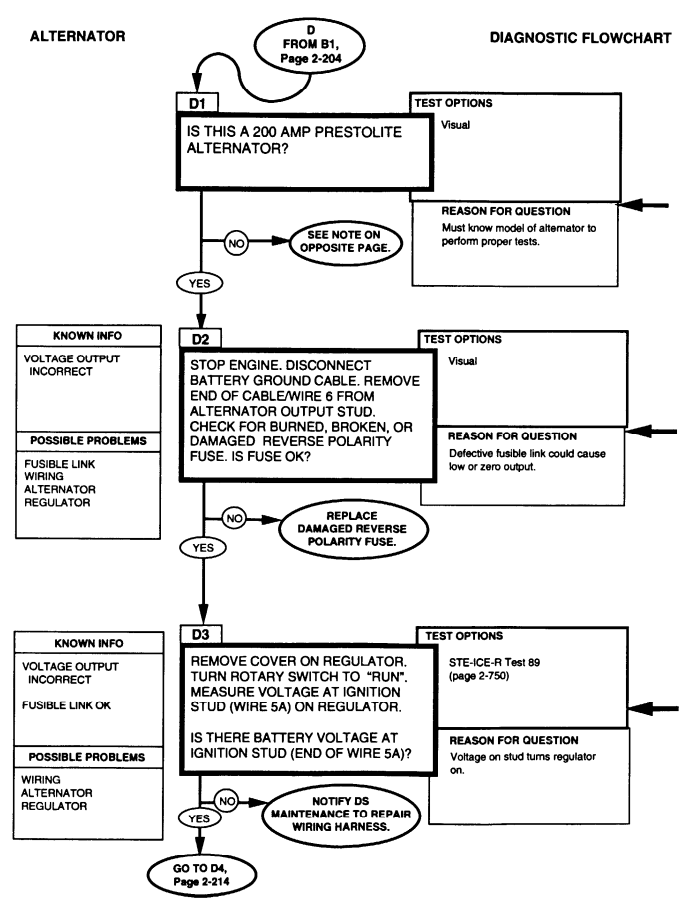 ALTERNATOR
D
FROM B1,
Page 2-204
DIAGNOSTIC FLOWCHART
D1
IS THIS A 200 AMP PRESTOLITE
ALTERNATOR?
TEST OPTIONS
Visual
REASON FOR QUESTION
Must know model of alternator to
perform proper tests.
NO
SEE NOTE ON
OPPOSITE PAGE.
YES
KNOWN INFO
VOLTAGE OUTPUT
INCORRECT
POSSIBLE PROBLEMS
FUSIBLE LINK
WIRING
ALTERNATOR
REGULATOR
D2
STOP ENGINE. DISCONNECT
BATTERY GROUND CABLE. REMOVE
END OF CABLE/WIRE 6 FROM
ALTERNATOR OUTPUT STUD.
CHECK FOR BURNED, BROKEN, OR
DAMAGED REVERSE POLARITY
FUSE. IS FUSE OK?
TEST OPTIONS
Visual
REASON FOR QUESTION
Defective fusible link could cause
low or zero output.
NO
REPLACE
DAMAGED REVERSE
POLARITY FUSE.
YES
KNOWN INFO
VOLTAGE OUTPUT
INCORRECT
FUSIBLE LINK OK
POSSIBLE PROBLEMS
WIRING
ALTERNATOR
REGULATOR
D3
REMOVE COVER ON REGULATOR.
TURN ROTARY SWITCH TO "RUN".
MEASURE VOLTAGE AT IGNITION
STUD (WIRE 5A) ON REGULATOR.
IS THERE BATTERY VOLTAGE AT
IGNITION STUD (END OF WIRE 5A)?
TEST OPTIONS
STE-ICE-R Test 89
(page 2-750)
REASON FOR QUESTION
Voltage on stud turns regulator
on.
NO
NOTIFY DS
MAINTENANCE TO REPAIR
WIRING HARNESS.
YES
GO TO D4,
Page 2-214